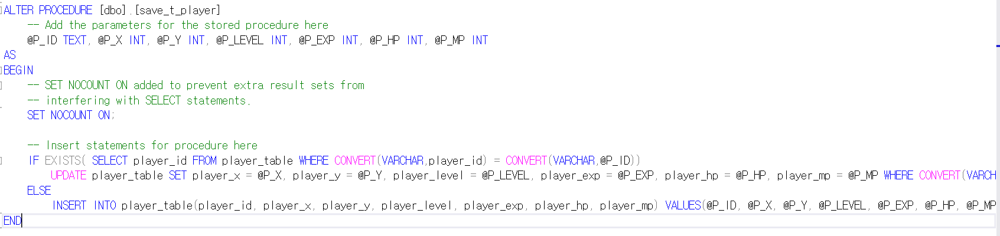 ALTER PROCEDURE [dbo].[save_t_player]
-- Add the parameters for the stored procedure here
@P_ID TEXT, @P_X INT, @P_Y INT, @P_LEVEL INT, @P_EXP INT, @P_HP INT, @P_MP INT
AS
BEGIN
-- SET NOCOUNT ON added to prevent extra result sets from
-- interfering with SELECT statements.
SET NOCOUNT ON;
-- Insert statements for procedure here
IF EXISTS( SELECT player_id FROM player_table WHERE CONVERT(VARCHAR,player_id) = CONVERT(VARCHAR,@P_ID))
UPDATE player_table SET player_x = @P_X, player_y = @P_Y, player_level = @P_LEVEL, player_exp = @P_EXP, player_hp = @P_HP, player_mp = @P_MP WHERE CONVERT(VARCH
ELSE
INSERT INTO player_table(player_id, player_x, player_y, player_level, player_exp, player_hp, player_mp) VALUES(@P_ID, @P_X, @P_Y, @P_LEVEL, @P_EXP, @P_HP, @P_MP
END